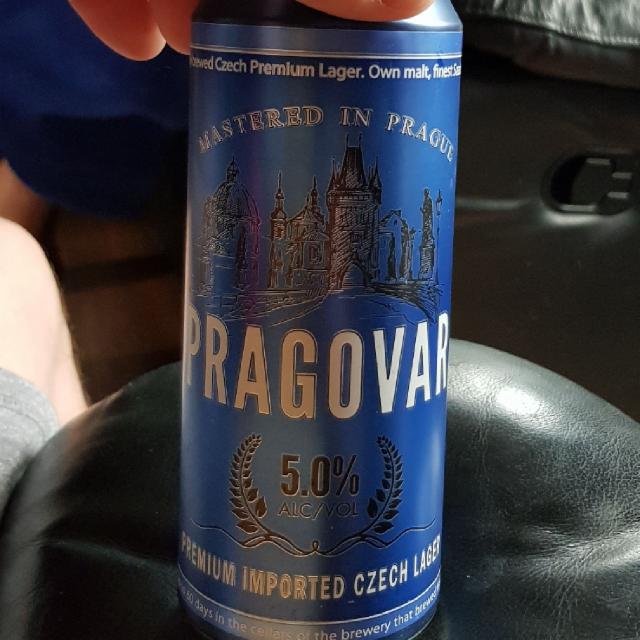 brewed Czech Premium Lager. Own malt, finest
MASTERED IN PRAGUE
PRAGOVAR
5.0%
ALC/VOL
PREMIUM IMPORTED CZECH LAGER
60 days in the cellars of the brewery that